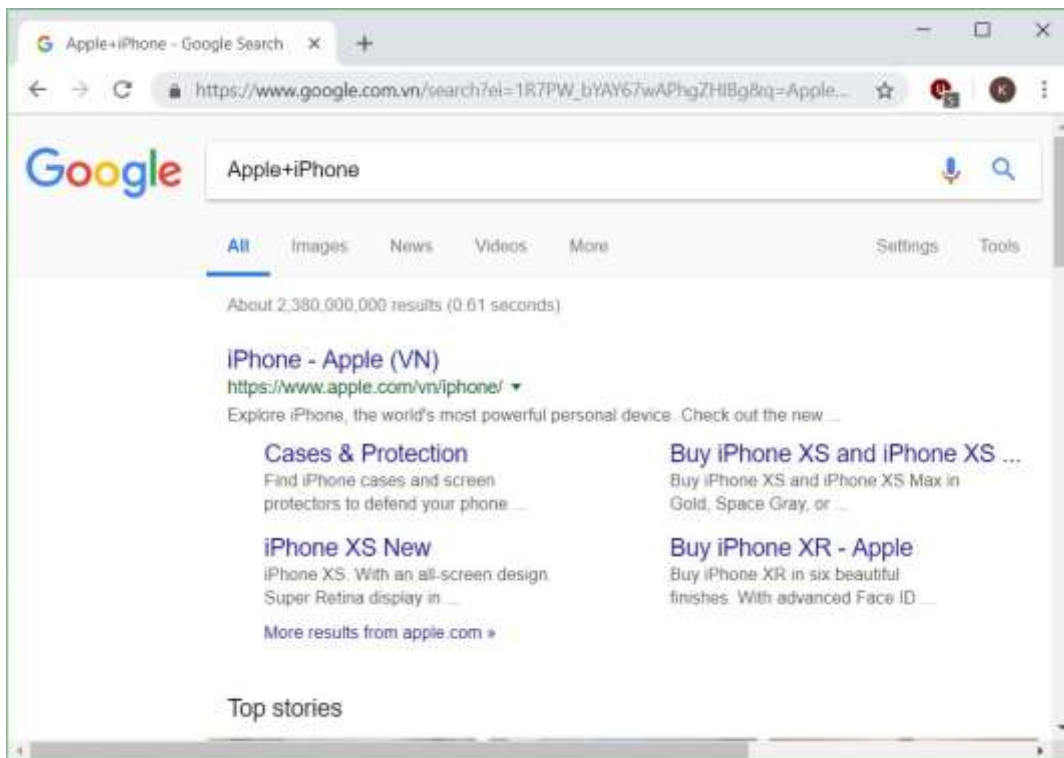 Apple+iPhone - Google Search
https://www.google.com.vn/search?ei=1R7PW_bYAY67wAPhgZHIBg&q=Apple...
K
Google
Apple+iPhone
All Images News Videos More Settings Tools
About 2,380,000,000 results (0.61 seconds)
iPhone - Apple (VN)
https://www.apple.com/vn/iphone/
Explore iPhone, the world's most powerful personal device. Check out the new ...
Cases & Protection
Find iPhone cases and screen
protectors to defend your phone ...
Buy iPhone XS and iPhone XS ...
Buy iPhone XS and iPhone XS Max in
Gold, Space Gray, or ...
iPhone XS New
iPhone XS. With an all-screen design.
Super Retina display in ...
Buy iPhone XR - Apple
Buy iPhone XR in six beautiful
finishes. With advanced Face ID ...
More results from apple.com »
Top stories